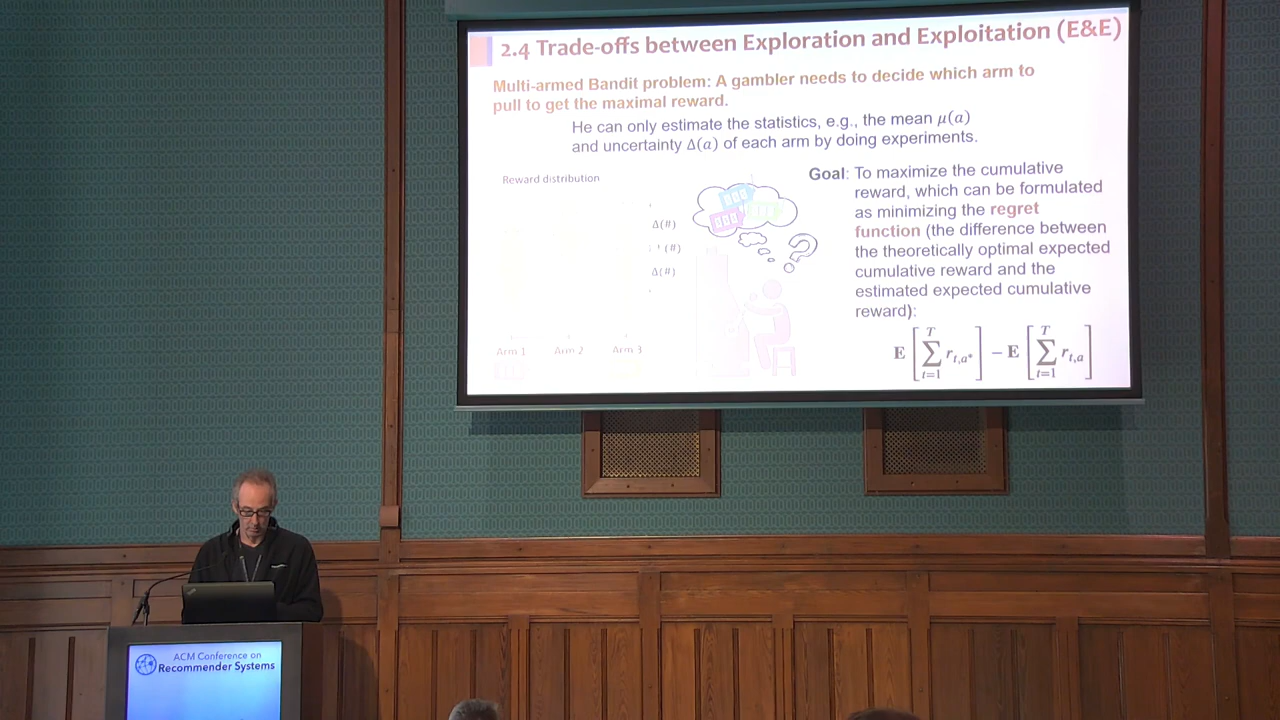 2.4 Trade-offs between Exploration and Exploitation (E&E)
Multi-armed Bandit problem: A gambler needs to decide which arm to
pull to get the maximal reward.
He can only estimate the statistics, e.g., the mean μ(a)
and uncertainty Δ(a) of each arm by doing experiments.
Reward distribution
Δ(#)
(#)
Δ(#)
Arm 1 Arm 2 Arm 3
Goal: To maximize the cumulative
reward, which can be formulated
as minimizing the regret
function (the difference between
the theoretically optimal expected
cumulative reward and the
estimated expected cumulative
reward):
E [ ∑_{t=1}^{T} r_{t,a*} ] − E [ ∑_{t=1}^{T} r_{t,a} ]
ACM Conference on
Recommender Systems